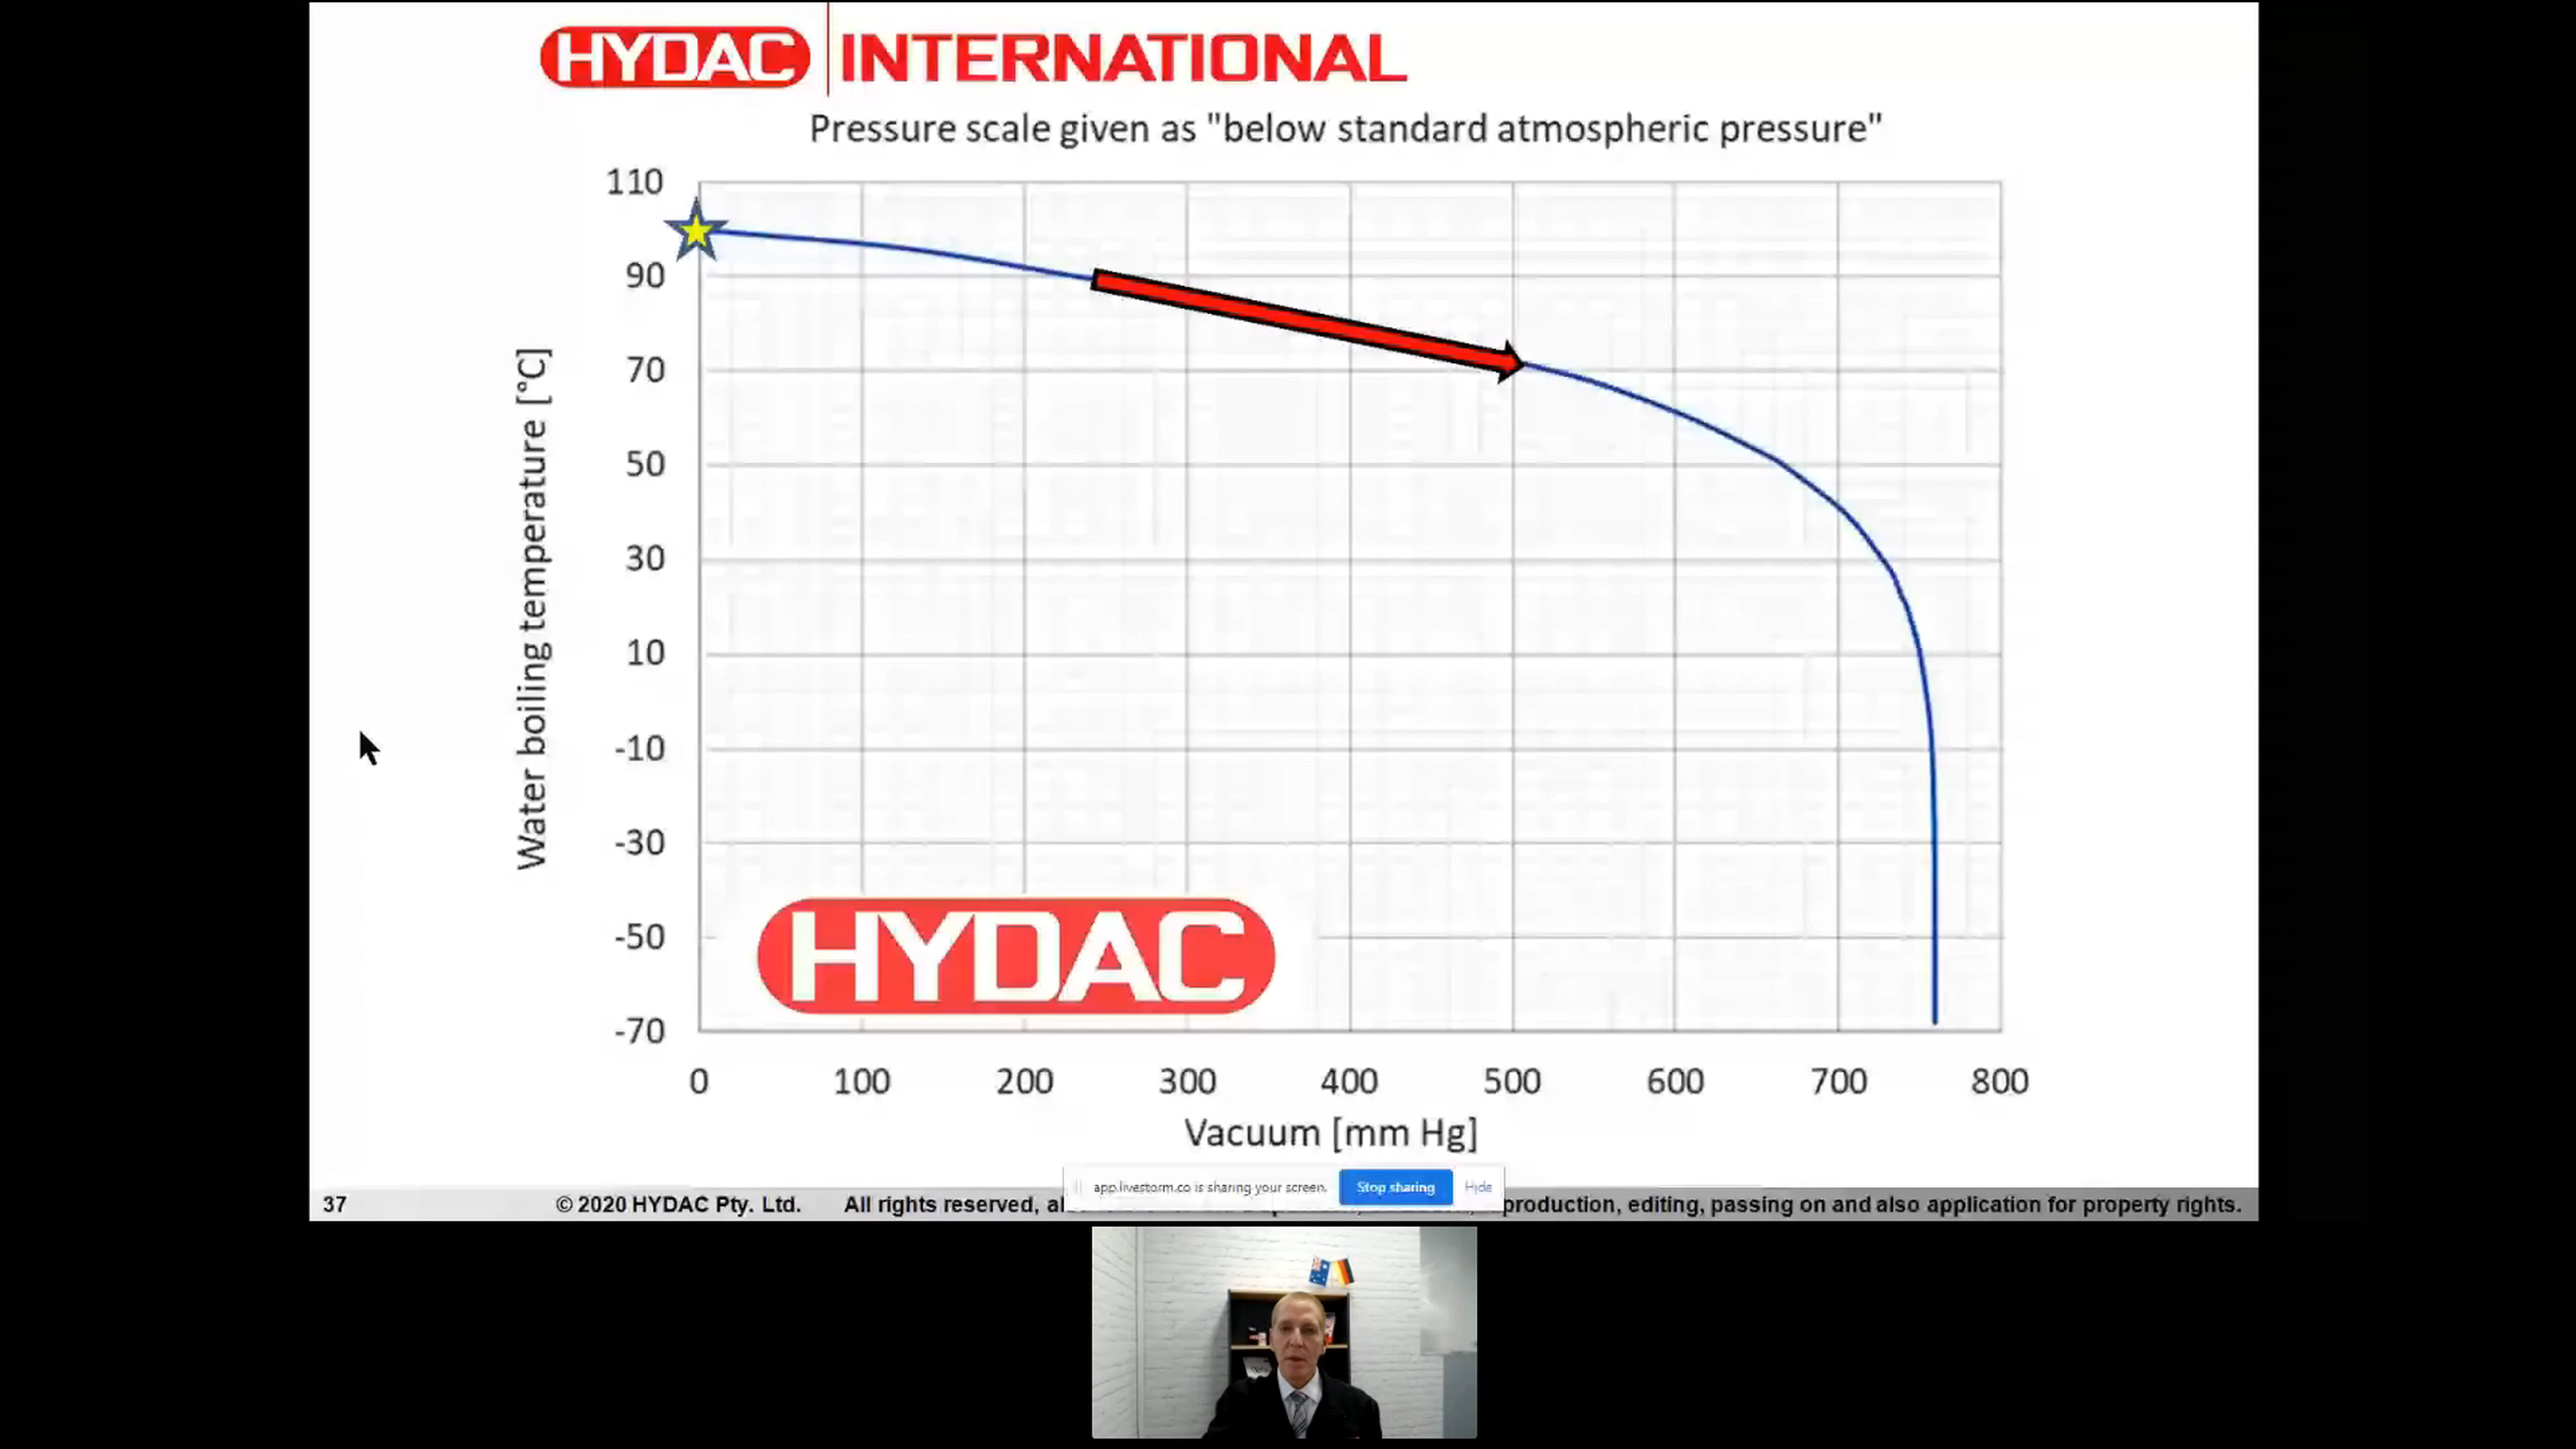 HYDAC INTERNATIONAL
Pressure scale given as "below standard atmospheric pressure"
110
90
70
50
30
10
-10
-30
-50
-70
Water boiling temperature [°C]
HYDAC
0 100 200 300 400 500 600 700 800
Vacuum [mm Hg]
app.livestorm.co is sharing your screen. Stop sharing Hide
37 © 2020 HYDAC Pty. Ltd. All rights reserved, production, editing, passing on and also application for property rights.